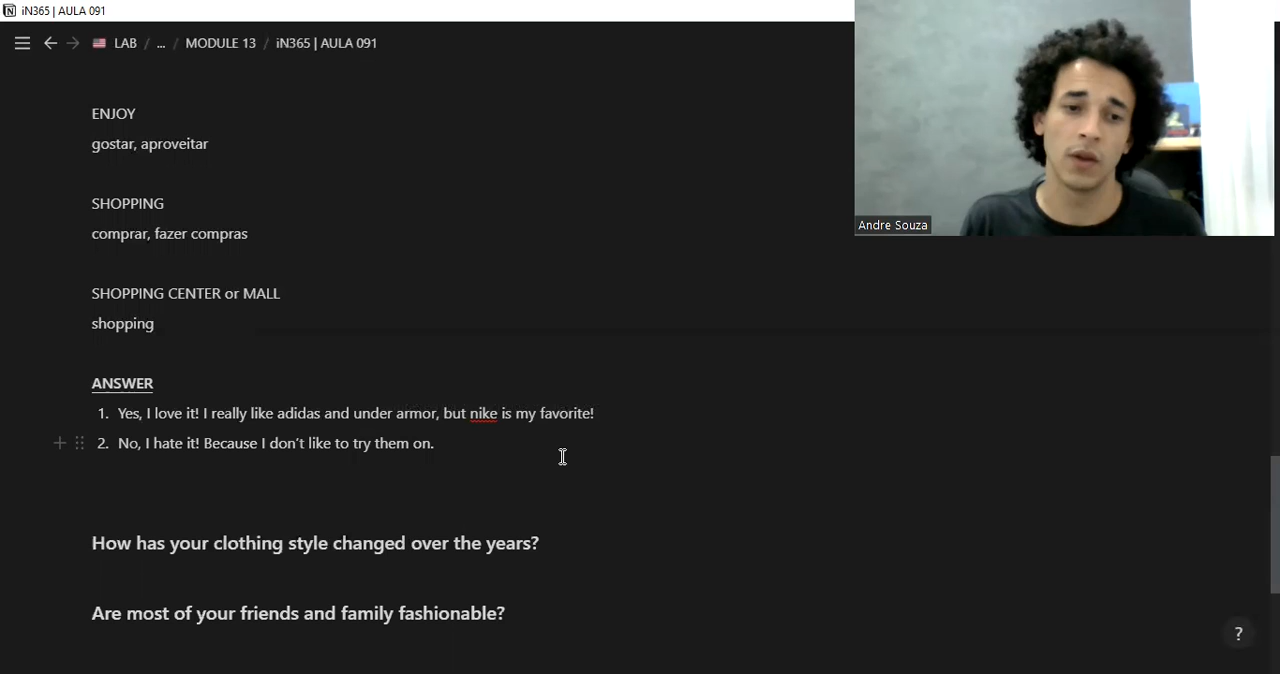 iN365 | AULA 091
LAB / ... / MODULE 13 / iN365 | AULA 091
Andre Souza
ENJOY
gostar, aproveitar
SHOPPING
comprar, fazer compras
SHOPPING CENTER or MALL
shopping
ANSWER
1. Yes, I love it! I really like adidas and under armor, but nike is my favorite!
2. No, I hate it! Because I don't like to try them on.
How has your clothing style changed over the years?
Are most of your friends and family fashionable?
?